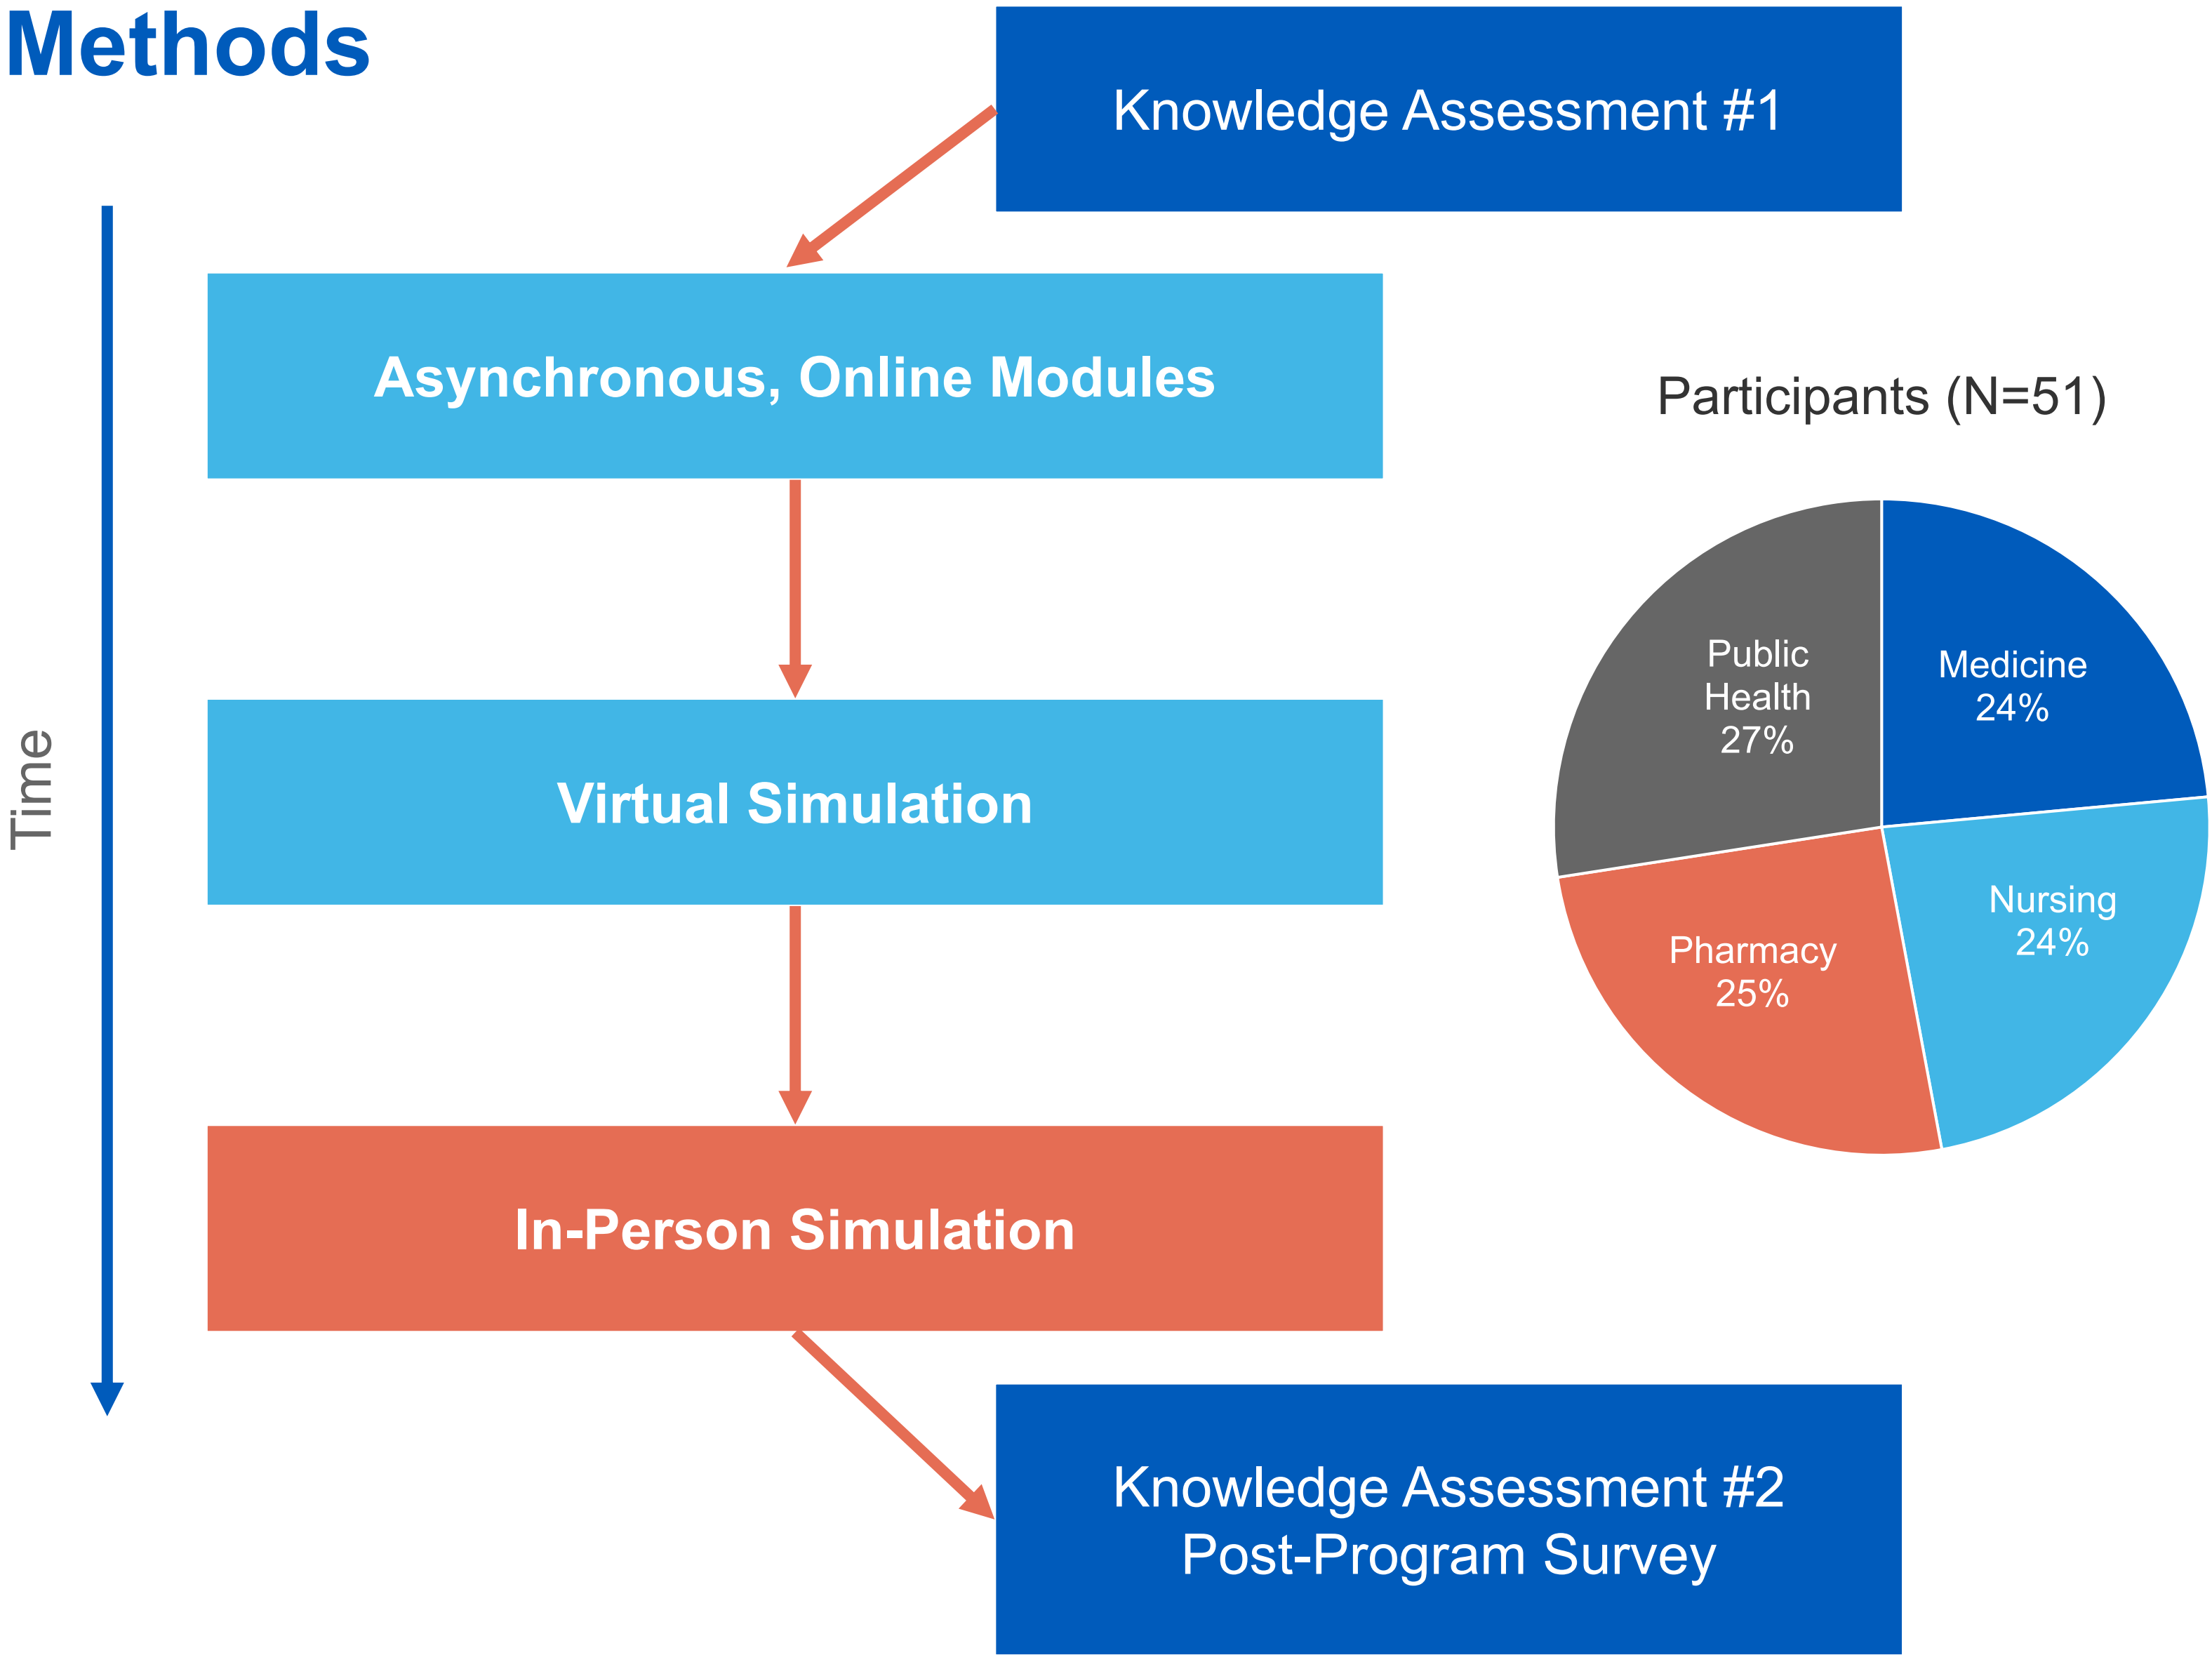 Methods
Knowledge Assessment #1
Asynchronous, Online Modules
Participants (N=51)
Public
Health
27%
Medicine
24%
Time
Virtual Simulation
Nursing
24%
Pharmacy
25%
In-Person Simulation
Knowledge Assessment #2
Post-Program Survey